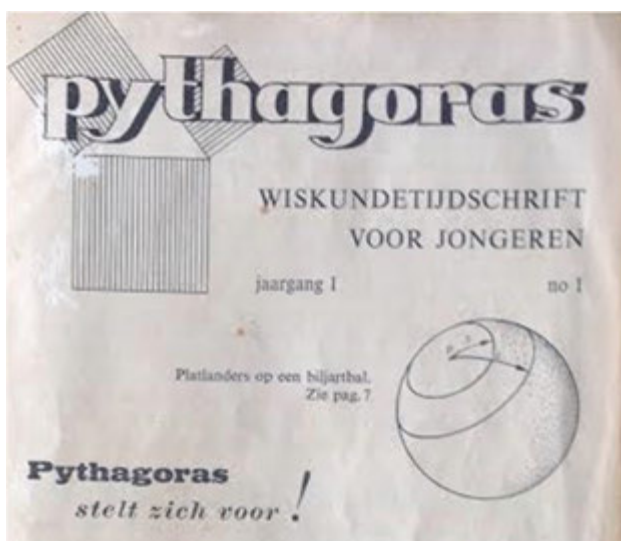 pythagoras
WISKUNDETIJDSCHRIFT
VOOR JONGEREN
jaargang I no 1
Platlanders op een biljartbal.
Zie pag. 7
Pythagoras
stelt zich voor!